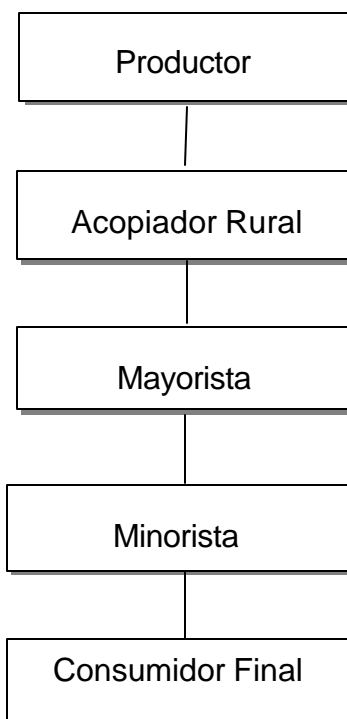 Productor
Acopiador Rural
Mayorista
Minorista
Consumidor Final